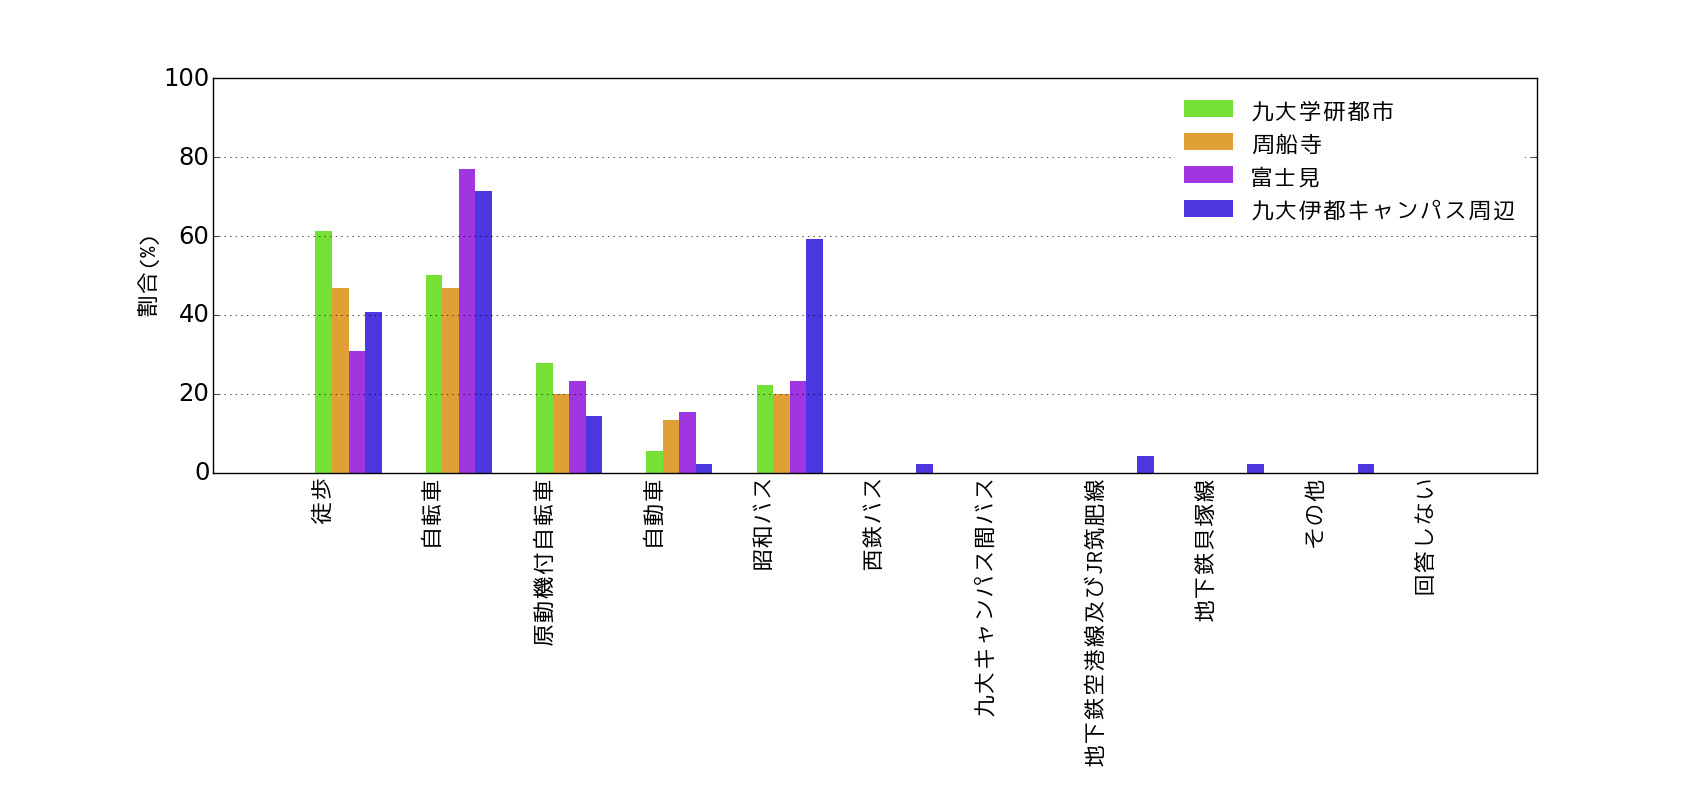 100
80
60
40
20
0
割合(%)
九大学研都市
周船寺
富士見
九大伊都キャンパス周辺
徒歩
自転車
原動機付自転車
自動車
昭和バス
西鉄バス
九大キャンパス間バス
地下鉄空港線及びJR筑肥線
地下鉄貝塚線
その他
回答しない